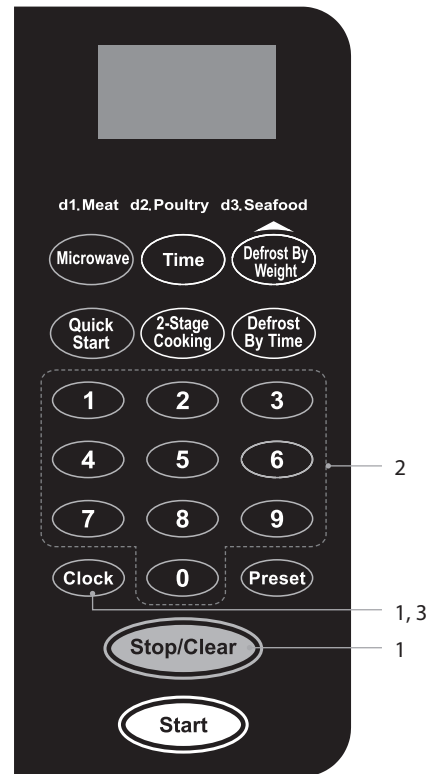 d1.Meat d2.Poultry d3.Seafood
Microwave Time Defrost By
Weight
Quick
Start 2-Stage
Cooking Defrost
By Time
1 2 3
4 5 6
2
7 8 9
Clock 0 Preset
1, 3
Stop/Clear
1
Start